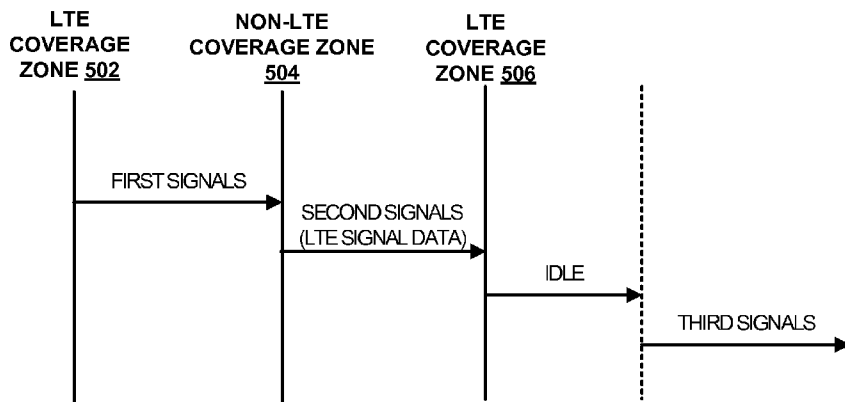 LTE
COVERAGE
ZONE 502
NON-LTE
COVERAGE ZONE
504
LTE
COVERAGE
ZONE 506
FIRST SIGNALS
SECOND SIGNALS
(LTE SIGNAL DATA)
IDLE
THIRD SIGNALS